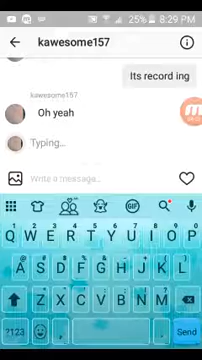 25% 8:29 PM
kawesome157
Its record ing
kawesome157
Oh yeah
Typing...
Write a message...
GIF
Q W E R T Y U I O P
A S D F G H J K L
Z X C V B N M
?123 , . Send